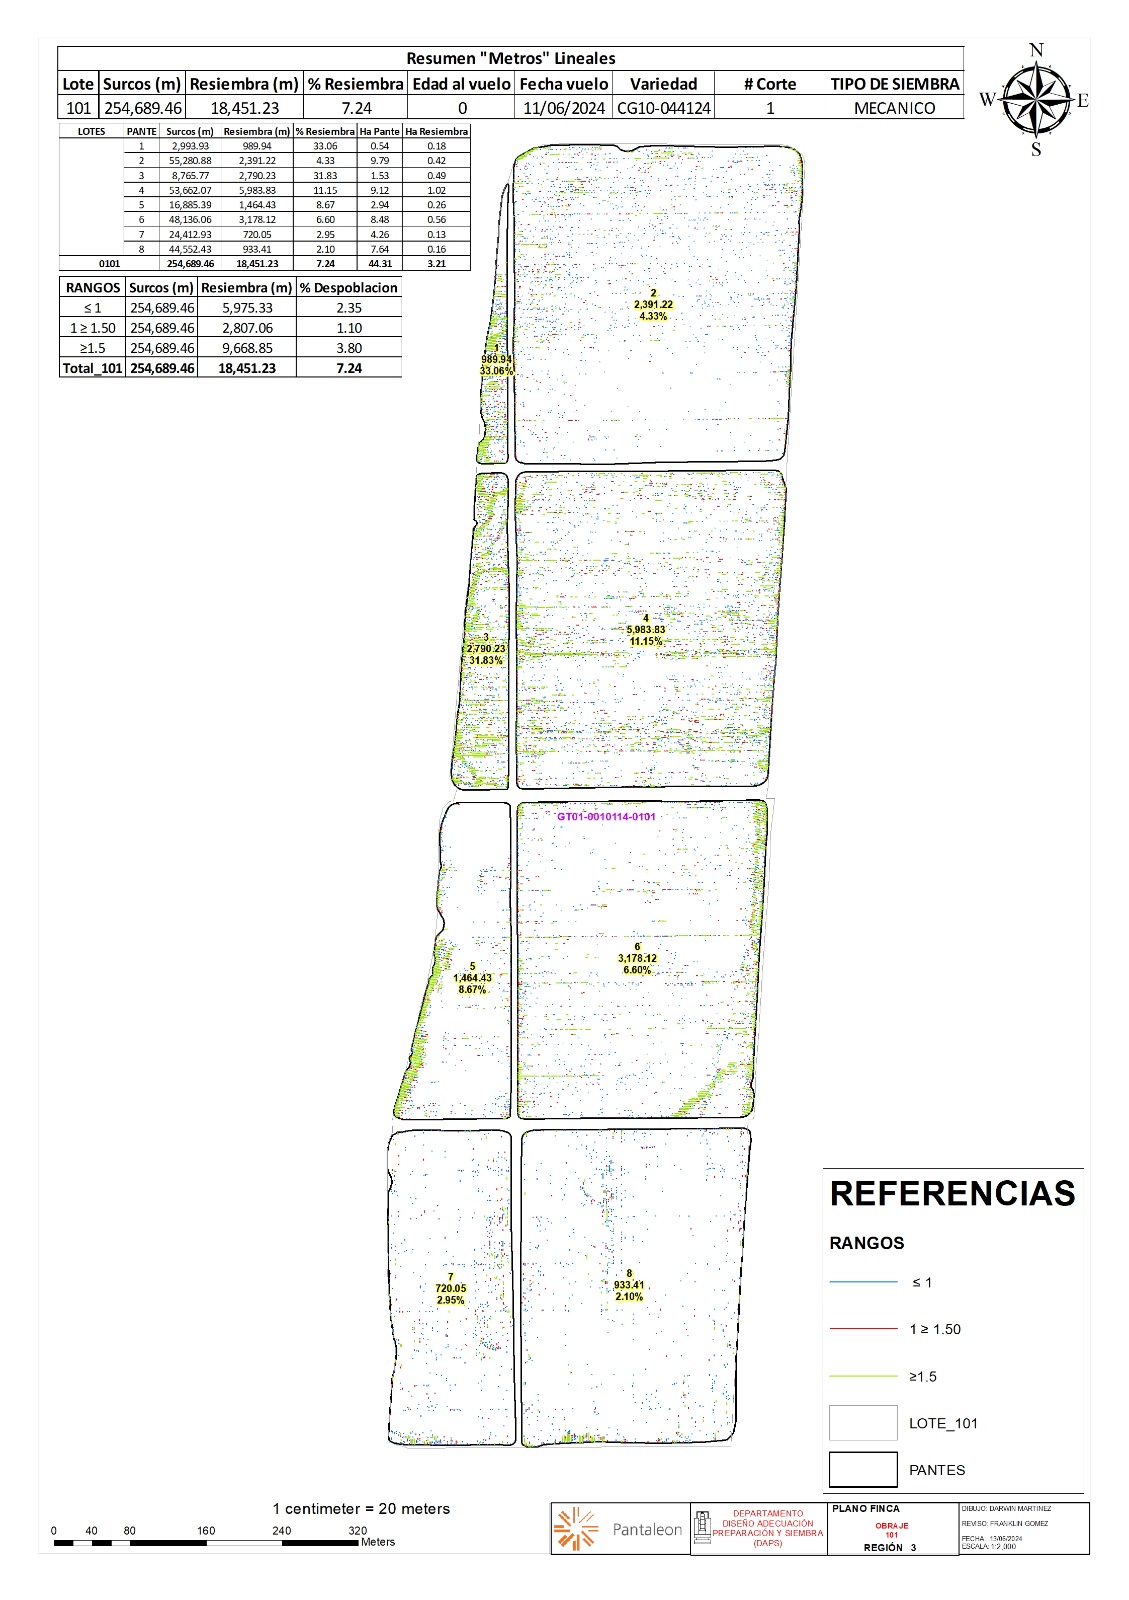 Resumen "Metros" Lineales
Lote Surcos (m) Resiembra (m) % Resiembra Edad al vuelo Fecha vuelo Variedad # Corte TIPO DE SIEMBRA
101 254,689.46 18,451.23 7.24 0 11/06/2024 CG10-044124 1 MECANICO
N
W E
S
LOTES PANTE Surcos (m) Resiembra (m) % Resiembra Ha Pante Ha Resiembra
1 2,993.93 989.94 33.06 0.54 0.18
2 55,280.88 2,391.22 4.33 9.79 0.42
3 8,765.77 2,790.23 31.83 1.53 0.49
4 53,662.07 5,983.83 11.15 9.12 1.02
5 16,885.39 1,464.43 8.67 2.94 0.26
6 48,136.06 3,178.12 6.60 8.48 0.56
7 24,412.93 720.05 2.95 4.26 0.13
8 44,552.43 933.41 2.10 7.64 0.16
0101 254,689.46 18,451.23 7.24 44.31 3.21
RANGOS Surcos (m) Resiembra (m) % Despoblacion
≤ 1 254,689.46 5,975.33 2.35
1 ≥ 1.50 254,689.46 2,807.06 1.10
≥1.5 254,689.46 9,668.85 3.80
Total_101 254,689.46 18,451.23 7.24
2
2,391.22
4.33%
1
989.94
33.06%
4
5,983.83
11.15%
3
2,790.23
31.83%
GT01-0010114-0101
6
3,178.12
6.60%
5
1,464.43
8.67%
7
720.05
2.95%
8
933.41
2.10%
REFERENCIAS
RANGOS
≤ 1
1 ≥ 1.50
≥1.5
LOTE_101
PANTES
1 centimeter = 20 meters
0 40 80 160 240 320
Meters
Pantaleon
DEPARTAMENTO
DISEÑO ADECUACIÓN
PREPARACIÓN Y SIEMBRA
(DAPS)
PLANO FINCA
OBRAJE
101
REGIÓN 3
DIBUJO: DARWIN MARTINEZ
REVISO: FRANKLIN GOMEZ
FECHA: 13/06/2024
ESCALA: 1:2,000